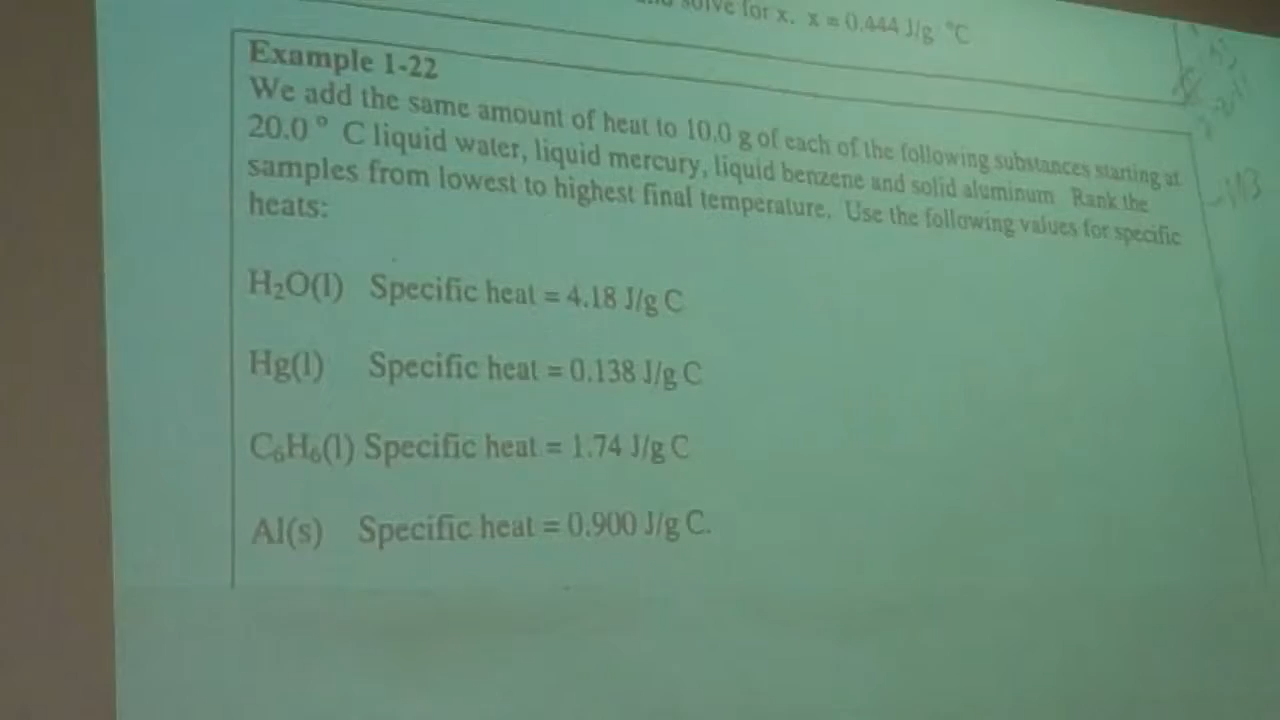 solve for x. x = 0.444 J/g °C
Example 1-22
We add the same amount of heat to 10.0 g of each of the following substances starting at
20.0° C liquid water, liquid mercury, liquid benzene and solid aluminum Rank the
samples from lowest to highest final temperature. Use the following values for specific
heats:
H₂O(l) Specific heat = 4.18 J/g C
Hg(l) Specific heat = 0.138 J/g C
C₆H₆(l) Specific heat = 1.74 J/g C
Al(s) Specific heat = 0.900 J/g C.